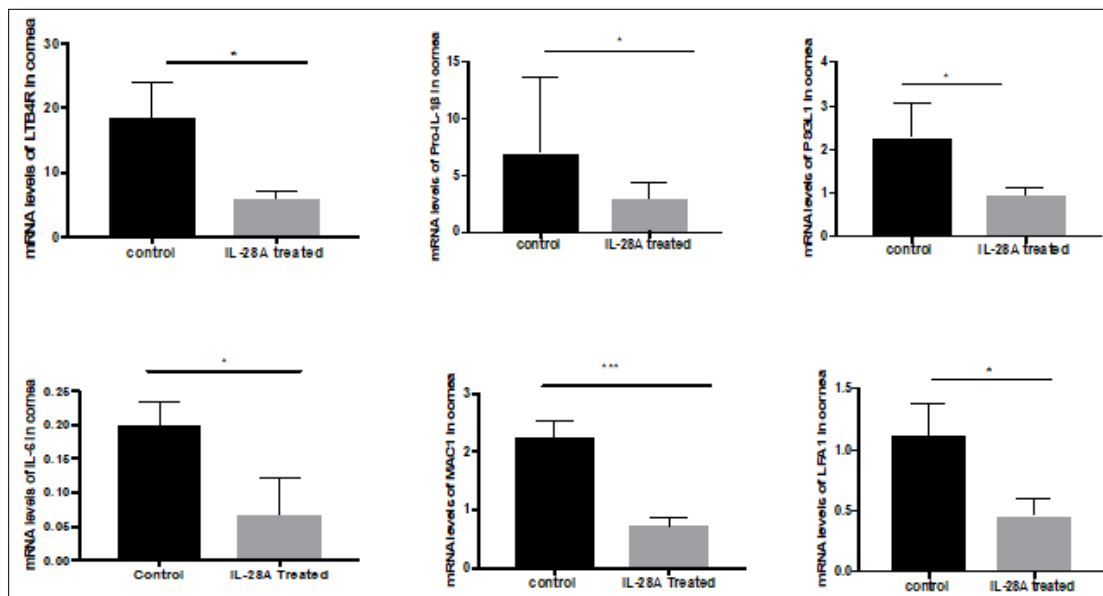 mRNA levels of LTB4R in cornea
30
20
10
0
*
control
IL-28A treated
mRNA levels of Pro-IL-1β in cornea
15
10
5
0
*
control
IL-28A treated
mRNA levels of PSGL1 in cornea
4
3
2
1
0
*
control
IL-28A treated
mRNA levels of IL-6 in cornea
0.25
0.20
0.15
0.10
0.05
0.00
*
Control
IL-28A Treated
mRNA levels of MAC1 in cornea
3
2
1
0
***
control
IL-28A Treated
mRNA levels of LFA1 in cornea
1.5
1.0
0.5
0.0
*
control
IL-28A treated